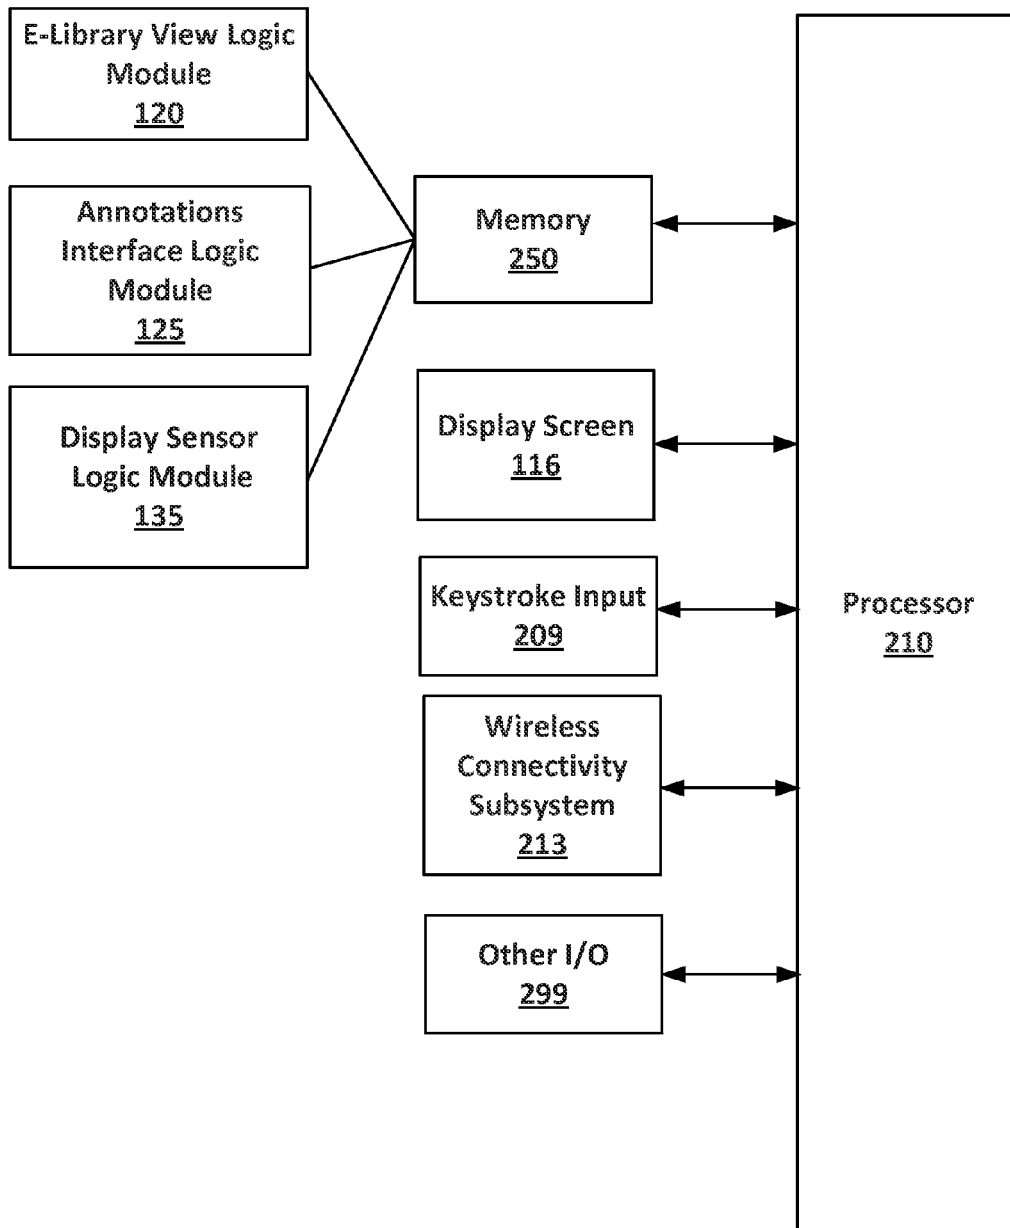 E-Library View Logic
Module
120
Annotations
Interface Logic
Module
125
Display Sensor
Logic Module
135
Memory
250
Display Screen
116
Keystroke Input
209
Wireless
Connectivity
Subsystem
213
Other I/O
299
Processor
210